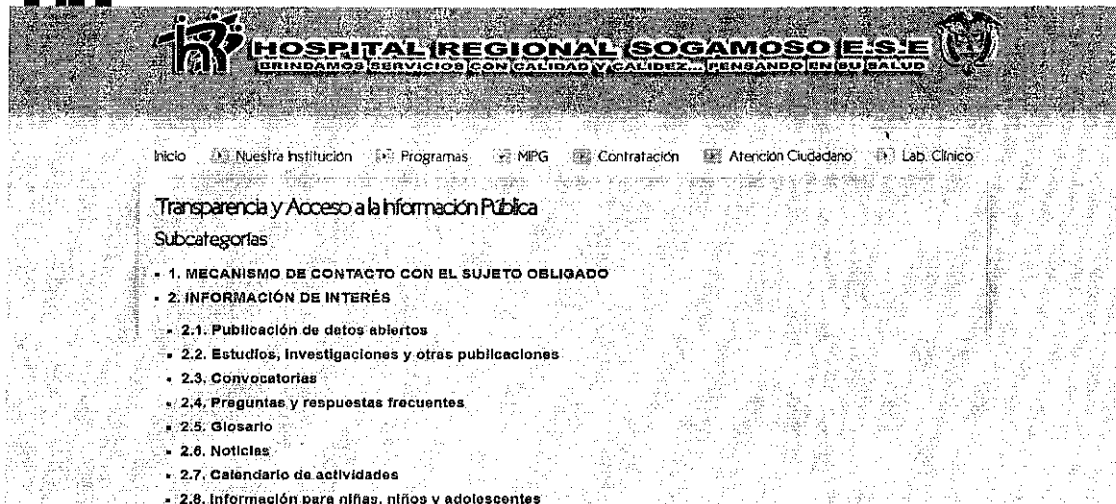 HOSPITAL REGIONAL SOGAMOSO E.S.E
BRINDAMOS SERVICIOS CON CALIDAD Y CALIDEZ... PENSANDO EN SU SALUD
Inicio Nuestra Institución Programas MIPG Contratación Atención Ciudadano Lab. Clínico
Transparencia y Acceso a la Información Pública
Subcategorías
• 1. MECANISMO DE CONTACTO CON EL SUJETO OBLIGADO
• 2. INFORMACIÓN DE INTERÉS
• 2.1. Publicación de datos abiertos
• 2.2. Estudios, investigaciones y otras publicaciones
• 2.3. Convocatorias
• 2.4. Preguntas y respuestas frecuentes
• 2.5. Glosario
• 2.6. Noticias
• 2.7. Calendario de actividades
• 2.8. Información para niñas, niños y adolescentes